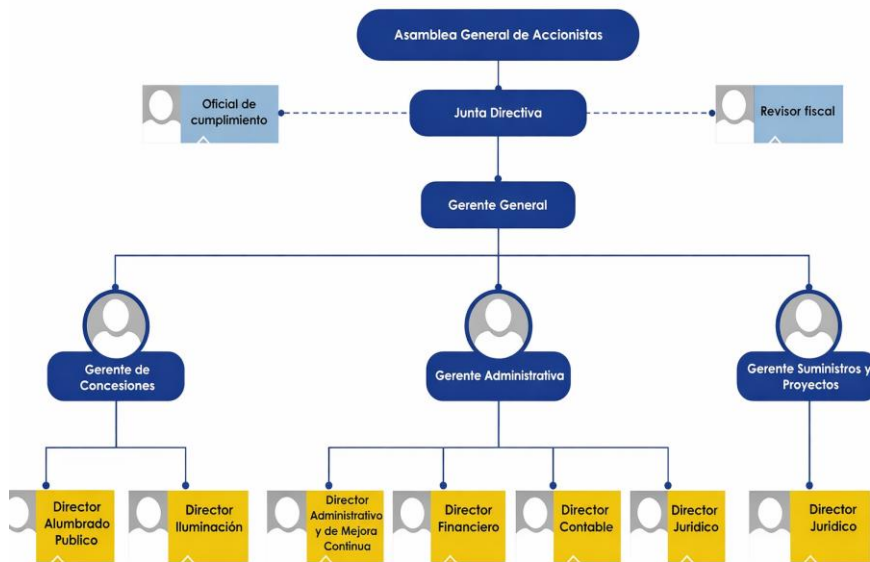 Asamblea General de Accionistas
Oficial de
cumplimiento
Junta Directiva
Revisor fiscal
Gerente General
Gerente de
Concesiones
Gerente Administrativa
Gerente Suministros y
Proyectos
Director
Alumbrado
Publico
Director
Iluminación
Director
Administrativo
y de Mejora
Continua
Director
Financiero
Director
Contable
Director
Juridico
Director
Juridico